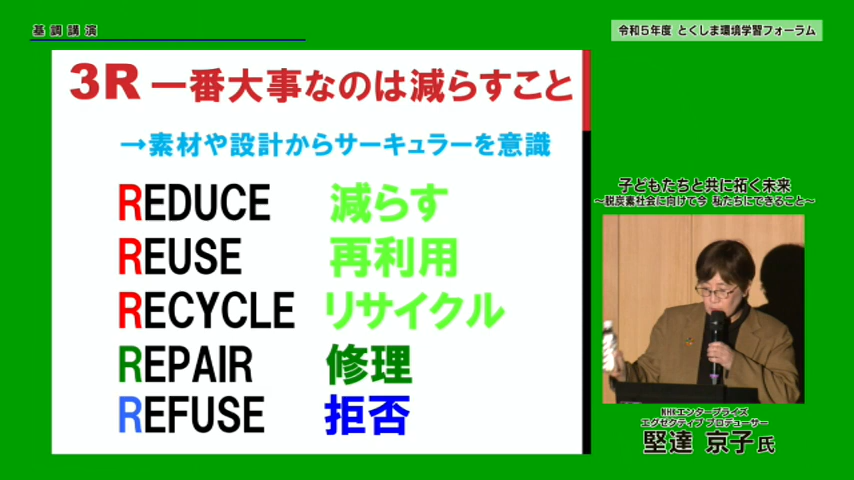 基調講演
令和5年度 とくしま環境学習フォーラム
3R 一番大事なのは減らすこと
→素材や設計からサーキュラーを意識
REDUCE 減らす
REUSE 再利用
RECYCLE リサイクル
REPAIR 修理
REFUSE 拒否
子どもたちと共に拓く未来
～脱炭素社会に向けて今 私たちにできること～
NHKエンタープライズ
エグゼクティブ プロデューサー
堅達 京子 氏